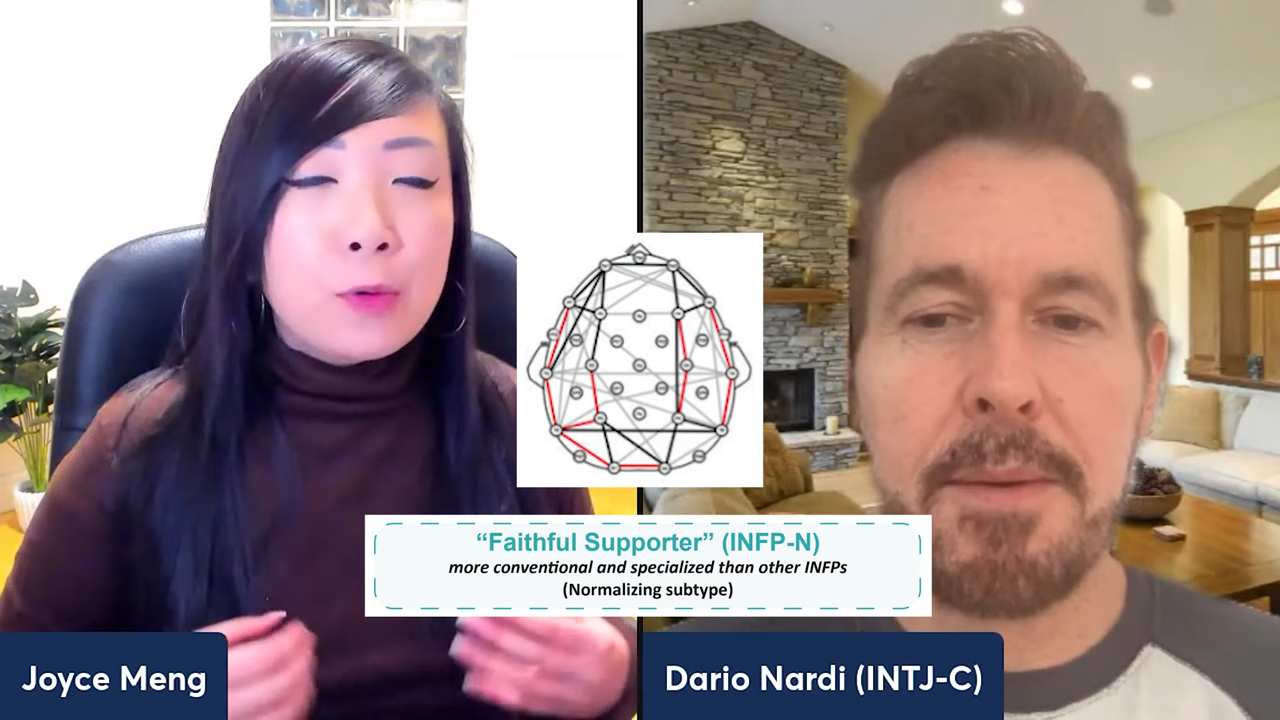 “Faithful Supporter” (INFP-N)
more conventional and specialized than other INFPs
(Normalizing subtype)
Joyce Meng
Dario Nardi (INTJ-C)